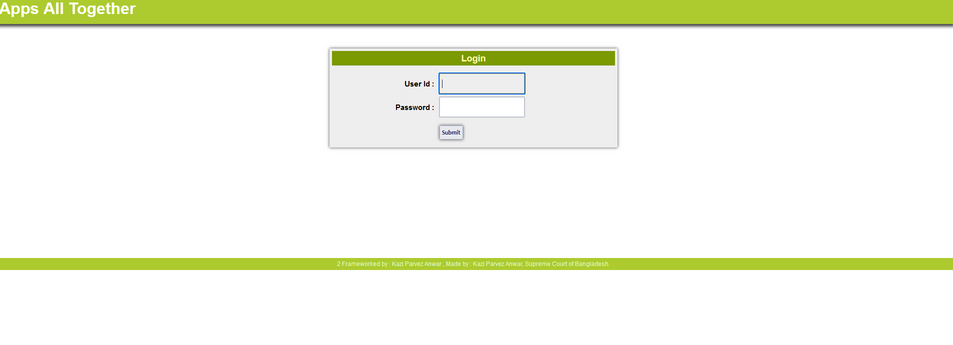 Apps All Together
Login
User Id :
Password :
Submit
2 Frameworked by : Kazi Parvez Anwar ; Made by : Kazi Parvez Anwar, Supreme Court of Bangladesh